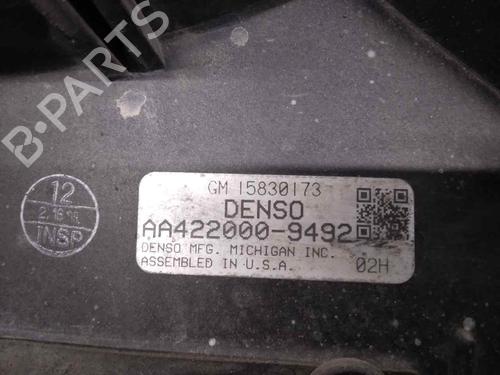 B-PARTS
12
INSP
GM 15830173
DENSO
AA422000-9492
DENSO MFG. MICHIGAN INC.
ASSEMBLED IN U.S.A.
02H